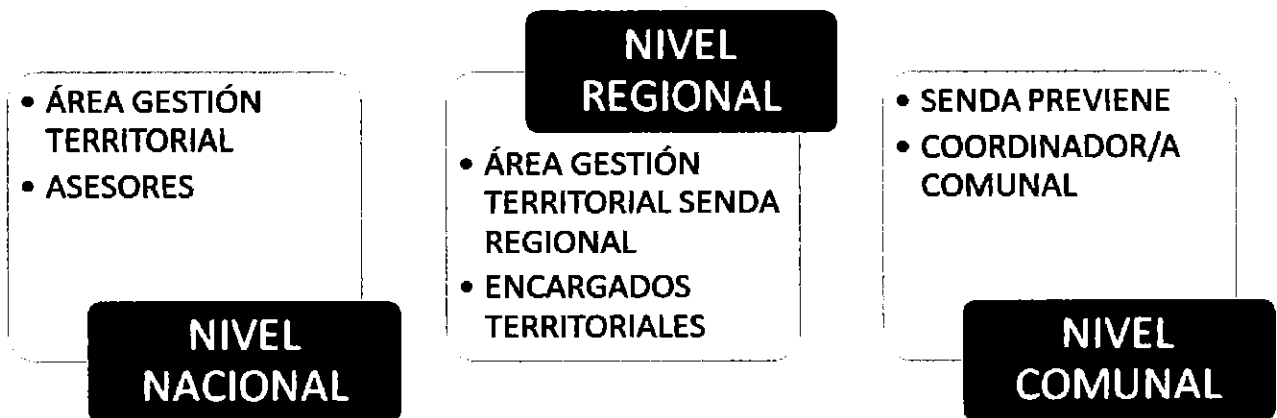 • ÁREA GESTIÓN
TERRITORIAL
• ASESORES
NIVEL
NACIONAL
NIVEL
REGIONAL
• ÁREA GESTIÓN
TERRITORIAL SENDA
REGIONAL
• ENCARGADOS
TERRITORIALES
• SENDA PREVIENE
• COORDINADOR/A
COMUNAL
NIVEL
COMUNAL